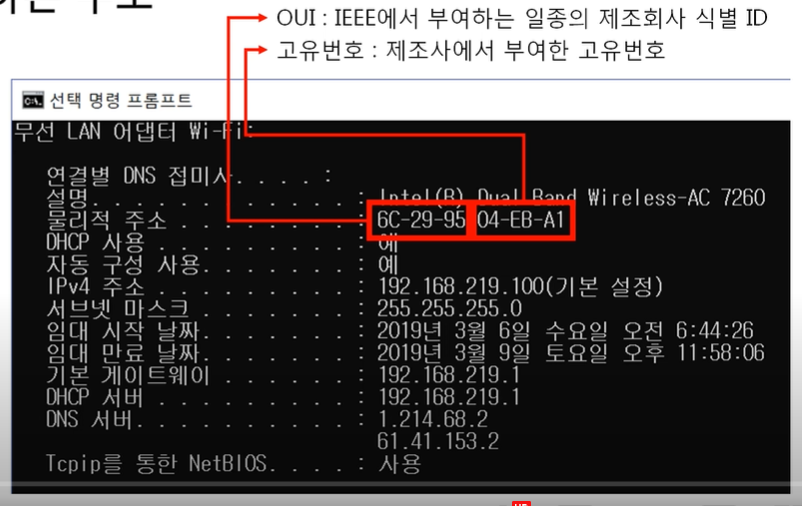 OUI : IEEE에서 부여하는 일종의 제조회사 식별 ID
고유번호 : 제조사에서 부여한 고유번호
선택 명령 프롬프트
무선 LAN 어댑터 Wi-Fi:
연결별 DNS 접미사. . . . :
설명. . . . . . . . . . . . : Intel(R) Dual Band Wireless-AC 7260
물리적 주소 . . . . . . . . : 6C-29-95-04-EB-A1
DHCP 사용 . . . . . . . . . : 예
자동 구성 사용. . . . . . . : 예
IPv4 주소 . . . . . . . . . : 192.168.219.100(기본 설정)
서브넷 마스크 . . . . . . . : 255.255.255.0
임대 시작 날짜. . . . . . . : 2019년 3월 6일 수요일 오전 6:44:26
임대 만료 날짜. . . . . . . : 2019년 3월 9일 토요일 오후 11:58:06
기본 게이트웨이 . . . . . . : 192.168.219.1
DHCP 서버 . . . . . . . . . : 192.168.219.1
DNS 서버. . . . . . . . . . : 1.214.68.2
61.41.153.2
Tcpip를 통한 NetBIOS. . . . : 사용